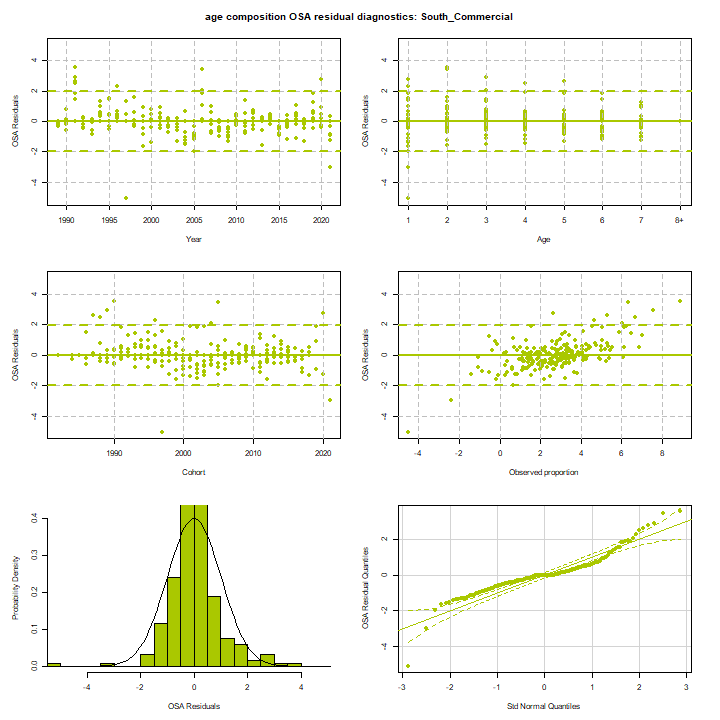 age composition OSA residual diagnostics: South_Commercial
OSA Residuals
4
2
0
-2
-4
1990 1995 2000 2005 2010 2015 2020
Year
OSA Residuals
4
2
0
-2
-4
1 2 3 4 5 6 7 8+
Age
OSA Residuals
4
2
0
-2
-4
1990 2000 2010 2020
Cohort
OSA Residuals
4
2
0
-2
-4
-4 -2 0 2 4 6 8
Observed proportion
Probability Density
0.4
0.3
0.2
0.1
0.0
-4 -2 0 2 4
OSA Residuals
OSA Residual Quantiles
2
0
-2
-4
-3 -2 -1 0 1 2 3
Std Normal Quantiles